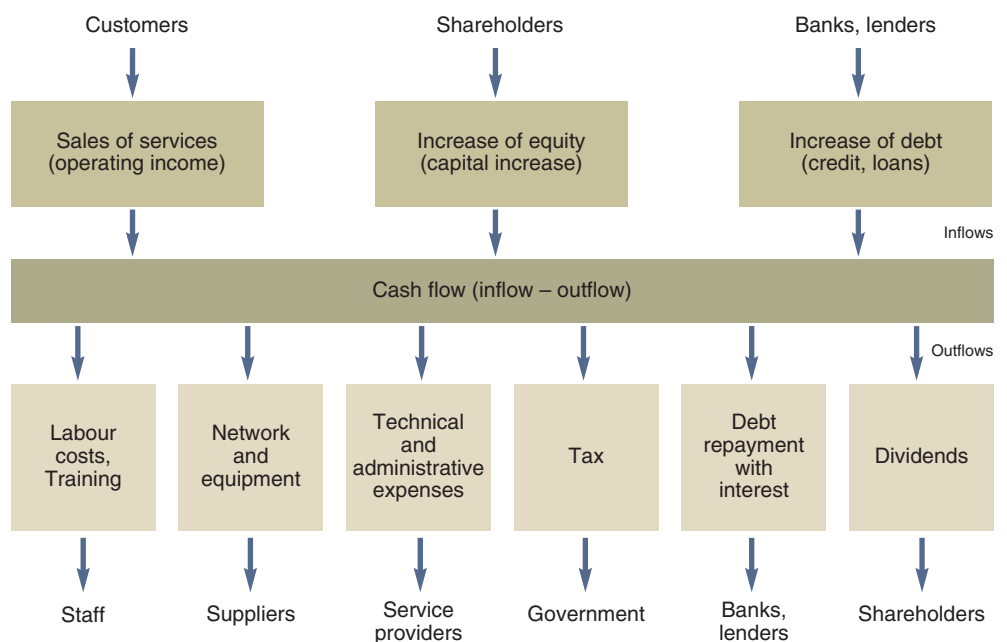 Customers
Shareholders
Banks, lenders
Sales of services
(operating income)
Increase of equity
(capital increase)
Increase of debt
(credit, loans)
Inflows
Cash flow (inflow – outflow)
Outflows
Labour
costs,
Training
Network
and
equipment
Technical
and
administrative
expenses
Tax
Debt
repayment
with
interest
Dividends
Staff
Suppliers
Service
providers
Government
Banks,
lenders
Shareholders